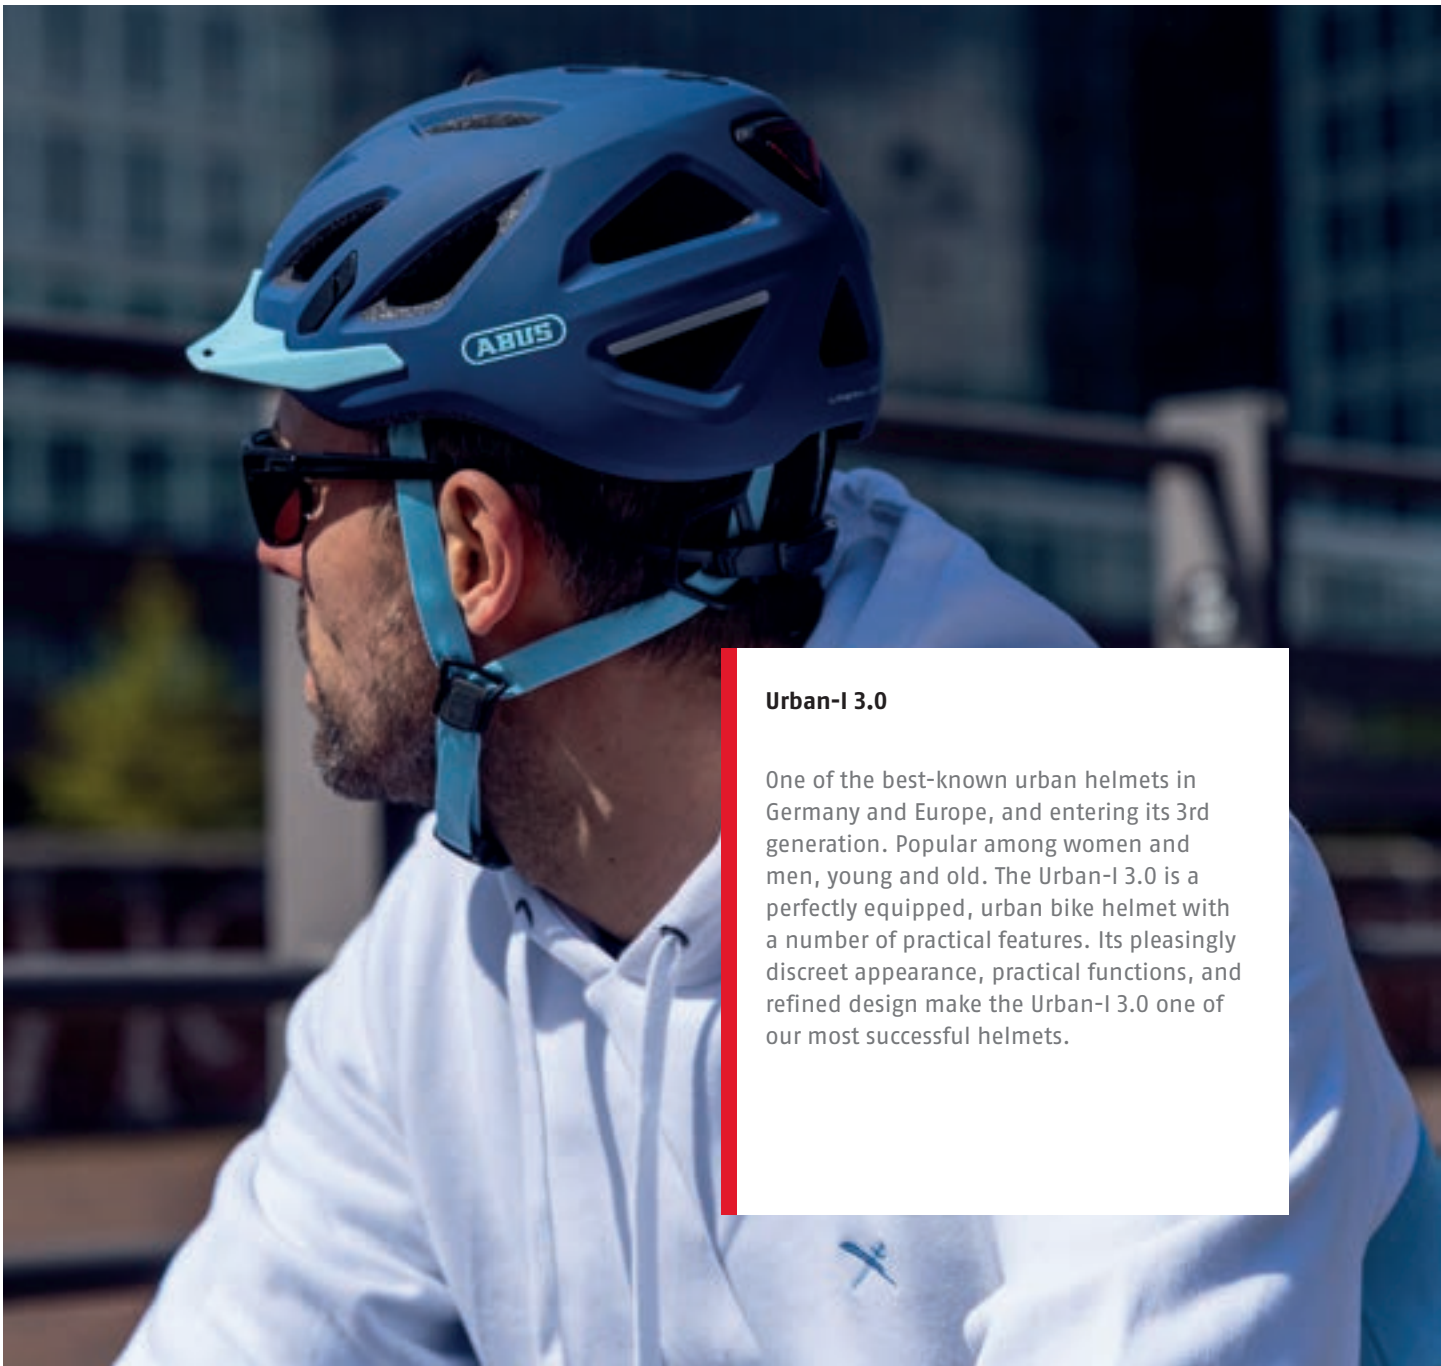 ABUS
Urban-I 3.0
One of the best-known urban helmets in
Germany and Europe, and entering its 3rd
generation. Popular among women and
men, young and old. The Urban-I 3.0 is a
perfectly equipped, urban bike helmet with
a number of practical features. Its pleasingly
discreet appearance, practical functions, and
refined design make the Urban-I 3.0 one of
our most successful helmets.